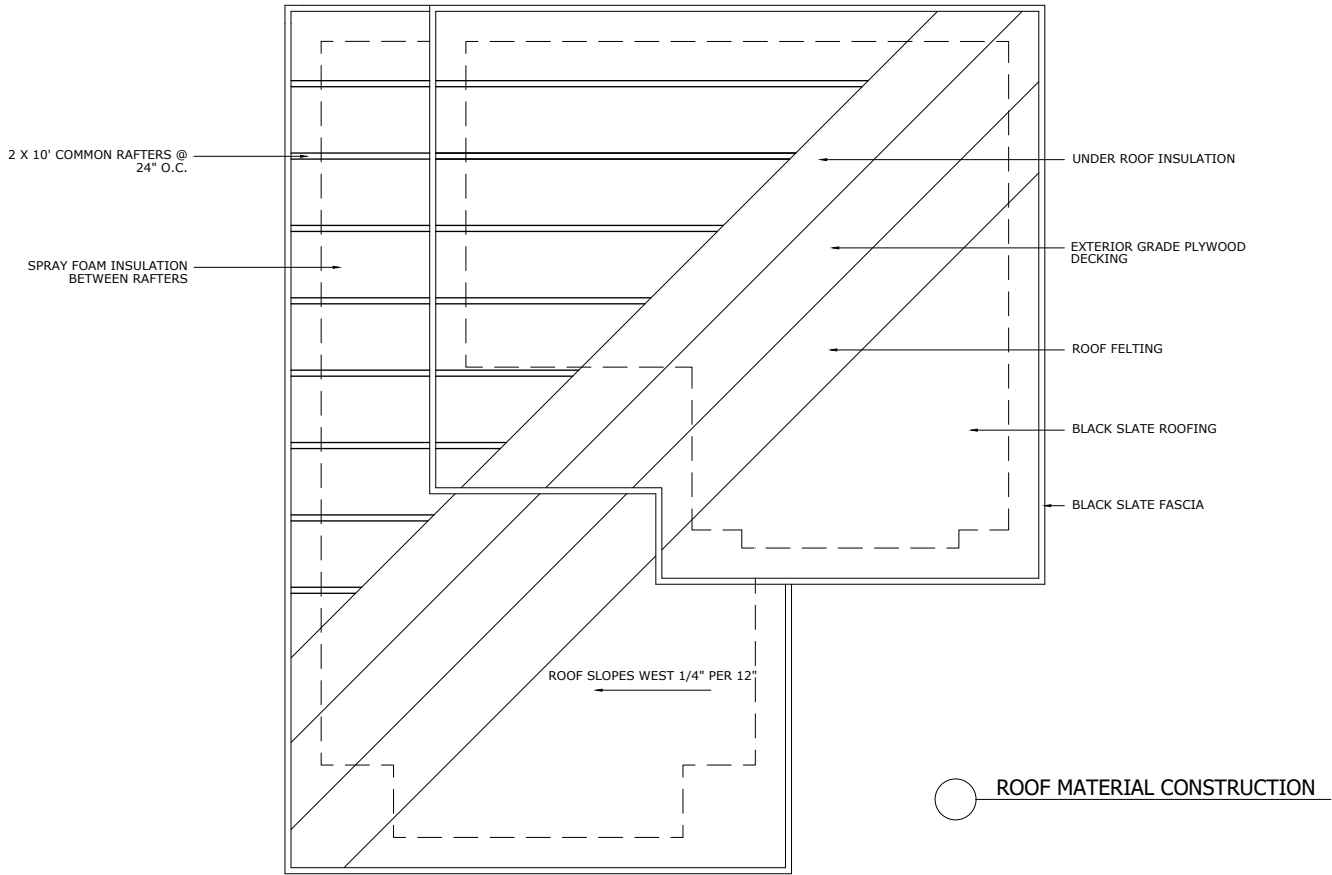 2 X 10' COMMON RAFTERS @
24" O.C.
SPRAY FOAM INSULATION
BETWEEN RAFTERS
UNDER ROOF INSULATION
EXTERIOR GRADE PLYWOOD
DECKING
ROOF FELTING
BLACK SLATE ROOFING
BLACK SLATE FASCIA
ROOF SLOPES WEST 1/4" PER 12"
ROOF MATERIAL CONSTRUCTION